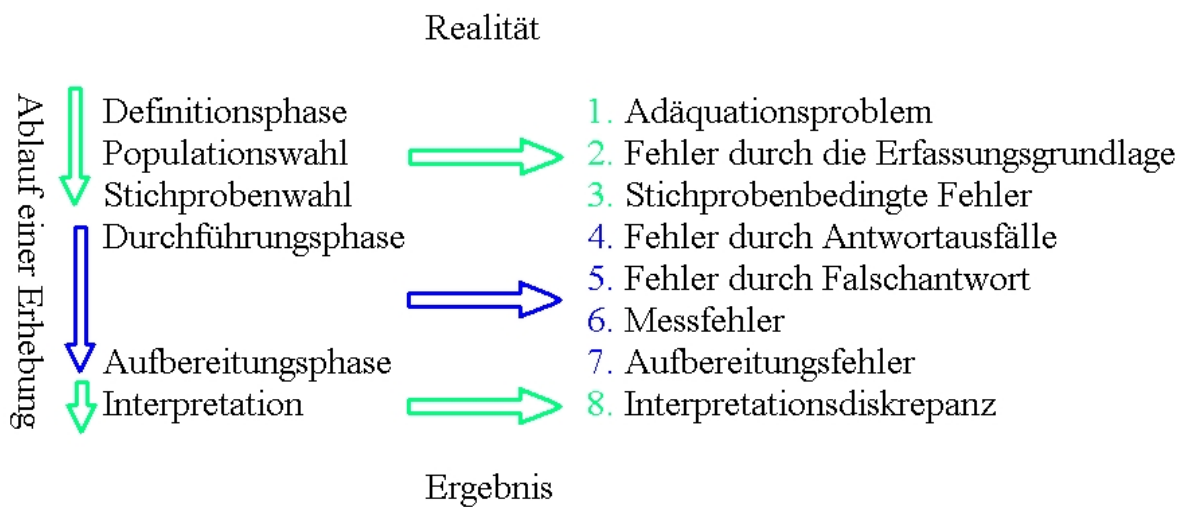 Realität
Ablauf einer Erhebung
Definitionsphase
Populationswahl
Stichprobenwahl
Durchführungsphase
Aufbereitungsphase
Interpretation
1. Adäquationsproblem
2. Fehler durch die Erfassungsgrundlage
3. Stichprobenbedingte Fehler
4. Fehler durch Antwortausfälle
5. Fehler durch Falschantwort
6. Messfehler
7. Aufbereitungsfehler
8. Interpretationsdiskrepanz
Ergebnis